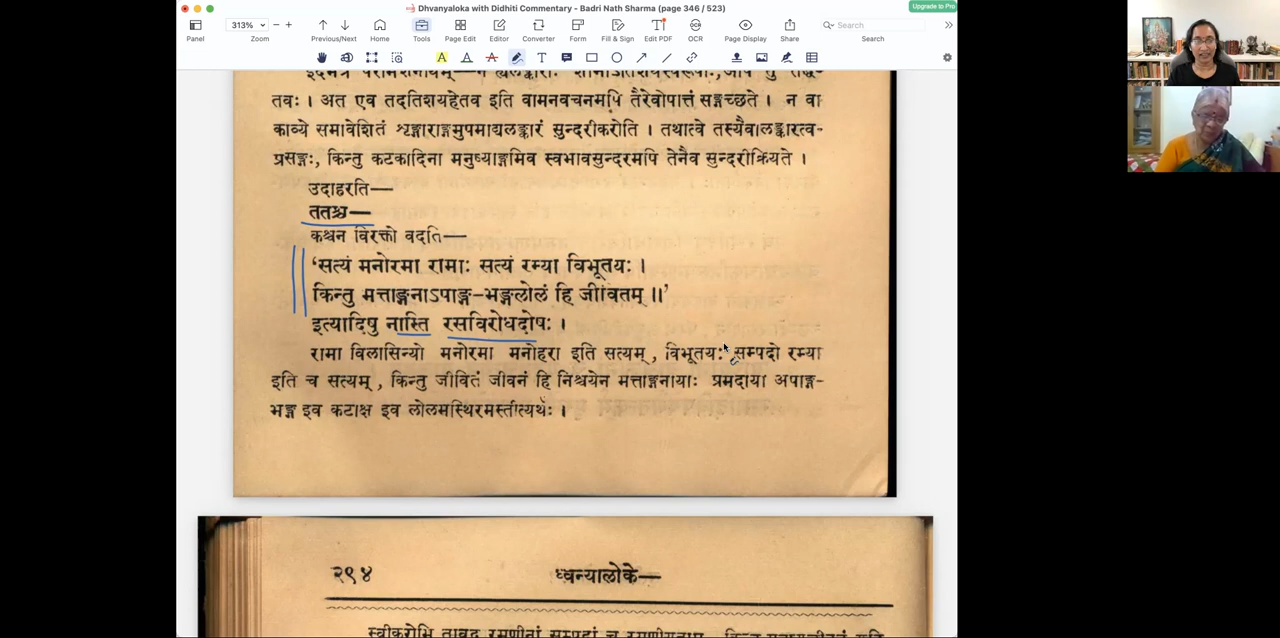 Dhvanyaloka with Didhiti Commentary - Badri Nath Sharma (page 346 / 523)
Upgrade to Pro
313%
Panel Zoom Previous/Next Home Tools Page Edit Editor Converter Form Fill & Sign Edit PDF OCR Page Display Share Search
Search
तवः । अत एव तदतिशयहेतव इति वामनवचनमपि तैरेवोपात्तं सङ्गच्छते । न वा
काव्ये समावेशितं शृङ्गाराङ्गमुपमाद्यलङ्कारं सुन्दरीकरोति । तथात्वे तस्यैवालङ्कारत्व-
प्रसङ्गः, किन्तु कटकादिना मनुष्याङ्गमिव स्वभावसुन्दरमपि तेनैव सुन्दरीक्रियते ।
उदाहरति—
ततश्च—
कश्चन विरक्तो वदति—
‘सत्यं मनोरमा रामाः सत्यं रम्या विभूतयः ।
किन्तु मत्ताङ्गनाऽपाङ्ग-भङ्गलोलं हि जीवितम् ॥’
इत्यादिषु नास्ति रसविरोधदोषः ।
रामा विलासिन्यो मनोरमा मनोहरा इति सत्यम्, विभूतयः सम्पदो रम्या
इति च सत्यम्, किन्तु जीवितं जीवनं हि निश्चयेन मत्ताङ्गनायाः प्रमदाया अपाङ्ग-
भङ्ग इव कटाक्ष इव लोलमस्थिरमस्तीत्यर्थः ।
२९४ ध्वन्यालोके—